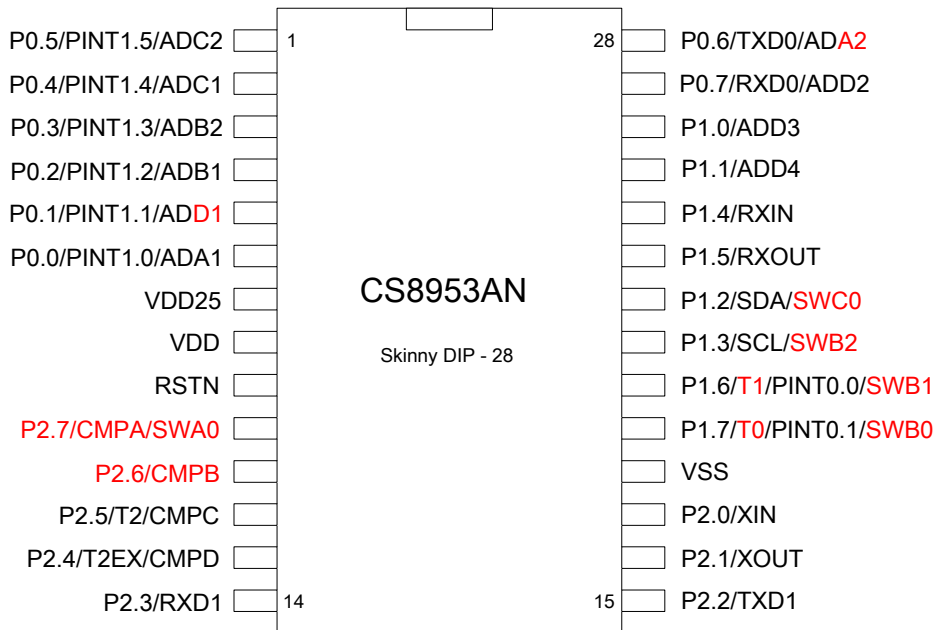 P0.5/PINT1.5/ADC2 1 28 P0.6/TXD0/ADA2
P0.4/PINT1.4/ADC1 P0.7/RXD0/ADD2
P0.3/PINT1.3/ADB2 P1.0/ADD3
P0.2/PINT1.2/ADB1 P1.1/ADD4
P0.1/PINT1.1/ADD1 P1.4/RXIN
P0.0/PINT1.0/ADA1 P1.5/RXOUT
VDD25 CS8953AN P1.2/SDA/SWC0
VDD Skinny DIP - 28 P1.3/SCL/SWB2
RSTN P1.6/T1/PINT0.0/SWB1
P2.7/CMPA/SWA0 P1.7/T0/PINT0.1/SWB0
P2.6/CMPB VSS
P2.5/T2/CMPC P2.0/XIN
P2.4/T2EX/CMPD P2.1/XOUT
P2.3/RXD1 14 15 P2.2/TXD1